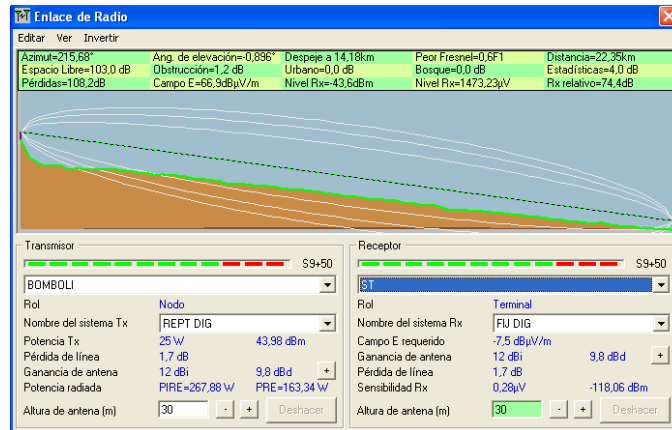 Enlace de Radio
Editar Ver Invertir
Azimut=215,68° Ang. de elevación=-0,896° Despeje a 14,18km Peor Fresnel=0,6F1 Distancia=22,35km
Espacio Libre=103,0 dB Obstrucción=1,2 dB Urbano=0,0 dB Bosque=0,0 dB Estadísticas=4,0 dB
Pérdidas=108,2dB Campo E=66,9dBµV/m Nivel Rx=-43,6dBm Nivel Rx=1473,23µV Rx relativo=74,4dB
Transmisor
S9+50
BOMBOLI
Rol Nodo
Nombre del sistema Tx REPT DIG
Potencia Tx 25 W 43,98 dBm
Pérdida de línea 1,7 dB
Ganancia de antena 12 dBi 9,8 dBd +
Potencia radiada PIRE=267,88 W PRE=163,34 W
Altura de antena (m) 30 - + Deshacer
Receptor
S9+50
ST
Rol Terminal
Nombre del sistema Rx FIJ DIG
Campo E requerido -7,5 dBµV/m
Ganancia de antena 12 dBi 9,8 dBd +
Pérdida de línea 1,7 dB
Sensibilidad Rx 0,28µV -118,06 dBm
Altura de antena (m) 30 - + Deshacer